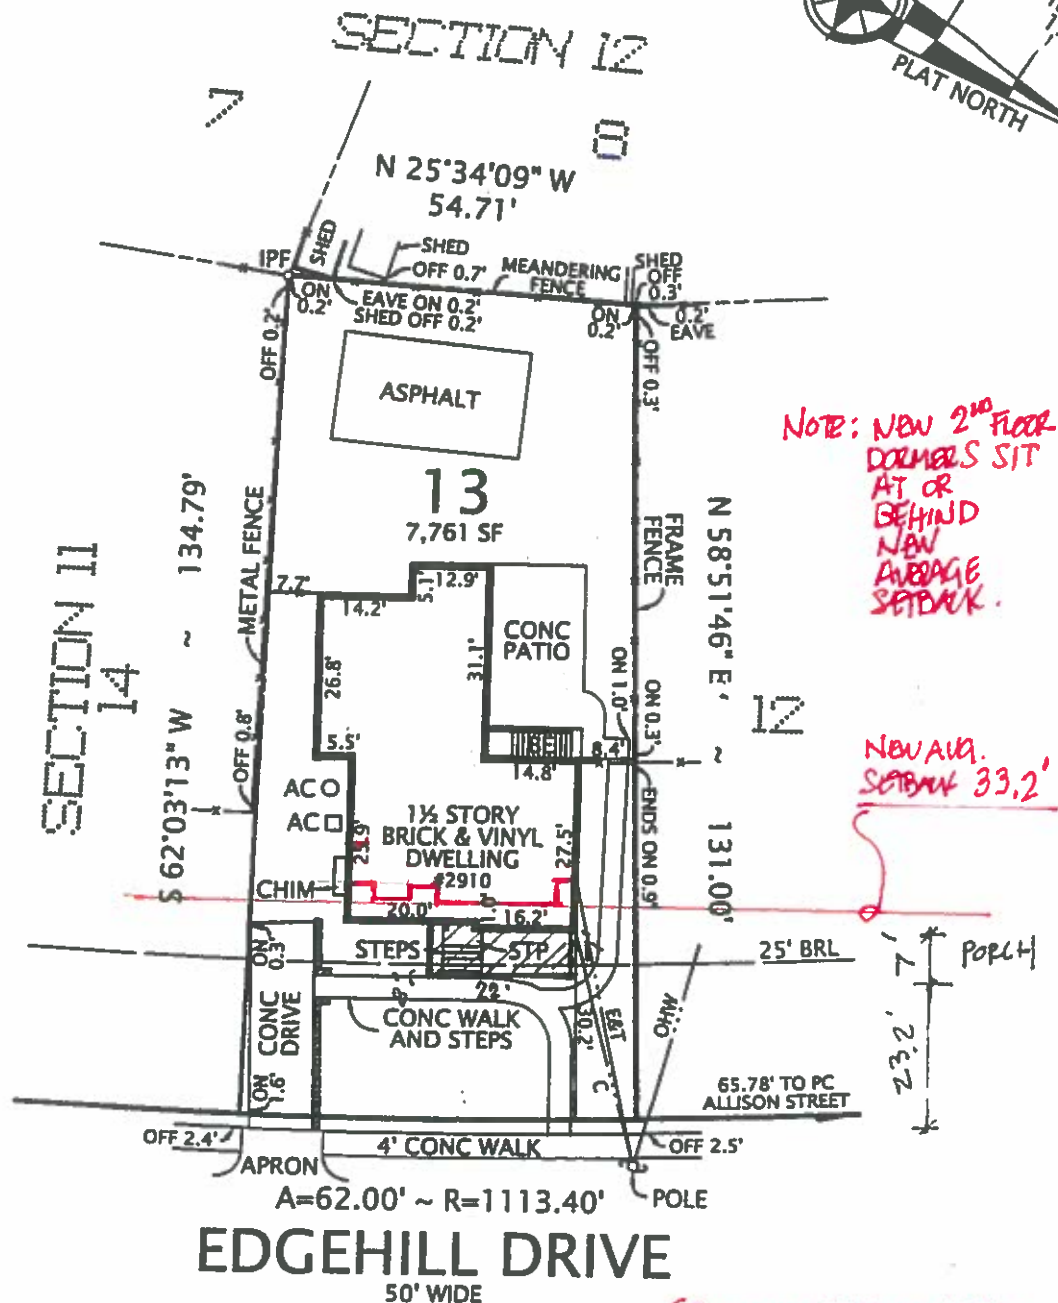 SECTION 12
7
8
PLAT NORTH
N 25°34'09" W
54.71'
IPF
SHED
SHED
OFF 0.7'
MEANDERING
FENCE
SHED
OFF
0.3'
ON
0.2'
EAVE ON 0.2'
SHED OFF 0.2'
ON
0.2'
0.2'
EAVE
OFF 0.2'
OFF 0.3'
ASPHALT
NOTE: NEW 2ND FLOOR
DORMERS SIT
AT OR
BEHIND
NEW
AVERAGE
SETBACK.
13
7,761 SF
S 62°03'13" W ~ 134.79'
METAL FENCE
FRAME
FENCE
N 58°51'46" E ~ 131.00'
SECTION 11
14
12
7.7'
14.2'
5.1'
12.9'
CONC
PATIO
26.8'
31.1'
ON 1.0'
ON 0.3'
OFF 0.8'
5.5'
BE
8.4'
14.8'
NEW AVG.
SETBACK 33.2'
AC
AC
1½ STORY
BRICK & VINYL
DWELLING
#2910
25.9'
27.5'
ENDS ON 0.9'
CHIM
20.0'
16.2'
STEPS
STP
25' BRL
7'
PORCH
ON
0.3'
CONC
DRIVE
ON
1.6'
8
22'
CONC WALK
AND STEPS
30.2'
E&T
C
OHW
23.2'
65.78' TO PC
ALLISON STREET
OFF 2.4'
4' CONC WALK
OFF 2.5'
APRON
POLE
A=62.00' ~ R=1113.40'
EDGEHILL DRIVE
50' WIDE